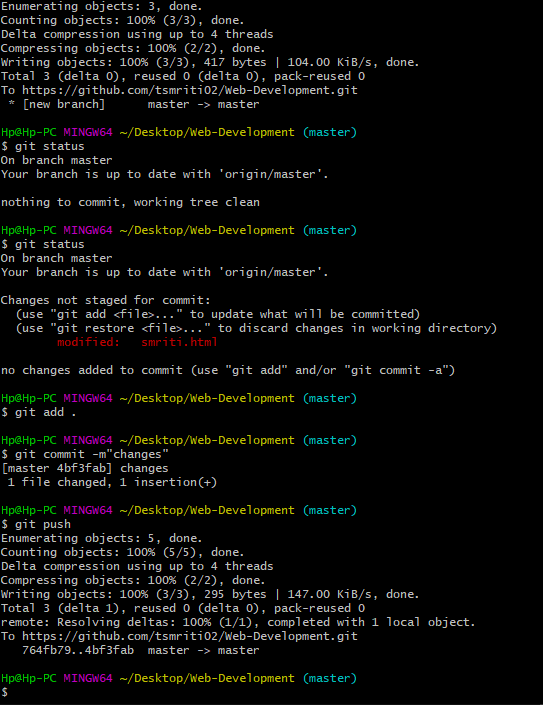 Enumerating objects: 3, done.
Counting objects: 100% (3/3), done.
Delta compression using up to 4 threads
Compressing objects: 100% (2/2), done.
Writing objects: 100% (3/3), 417 bytes | 104.00 KiB/s, done.
Total 3 (delta 0), reused 0 (delta 0), pack-reused 0
To https://github.com/tsmriti02/Web-Development.git
 * [new branch]      master -> master

Hp@Hp-PC MINGW64 ~/Desktop/Web-Development (master)
$ git status
On branch master
Your branch is up to date with 'origin/master'.

nothing to commit, working tree clean

Hp@Hp-PC MINGW64 ~/Desktop/Web-Development (master)
$ git status
On branch master
Your branch is up to date with 'origin/master'.

Changes not staged for commit:
  (use "git add <file>..." to update what will be committed)
  (use "git restore <file>..." to discard changes in working directory)
        modified:   smriti.html

no changes added to commit (use "git add" and/or "git commit -a")

Hp@Hp-PC MINGW64 ~/Desktop/Web-Development (master)
$ git add .

Hp@Hp-PC MINGW64 ~/Desktop/Web-Development (master)
$ git commit -m"changes"
[master 4bf3fab] changes
 1 file changed, 1 insertion(+)

Hp@Hp-PC MINGW64 ~/Desktop/Web-Development (master)
$ git push
Enumerating objects: 5, done.
Counting objects: 100% (5/5), done.
Delta compression using up to 4 threads
Compressing objects: 100% (2/2), done.
Writing objects: 100% (3/3), 295 bytes | 147.00 KiB/s, done.
Total 3 (delta 1), reused 0 (delta 0), pack-reused 0
remote: Resolving deltas: 100% (1/1), completed with 1 local object.
To https://github.com/tsmriti02/Web-Development.git
   764fb79..4bf3fab  master -> master

Hp@Hp-PC MINGW64 ~/Desktop/Web-Development (master)
$